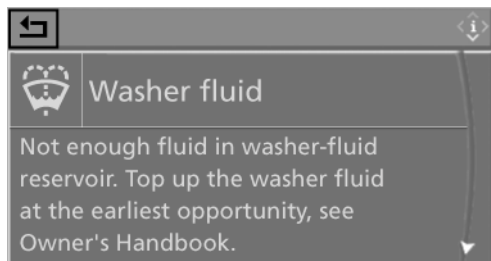 Washer fluid
Not enough fluid in washer-fluid
reservoir. Top up the washer fluid
at the earliest opportunity, see
Owner's Handbook.